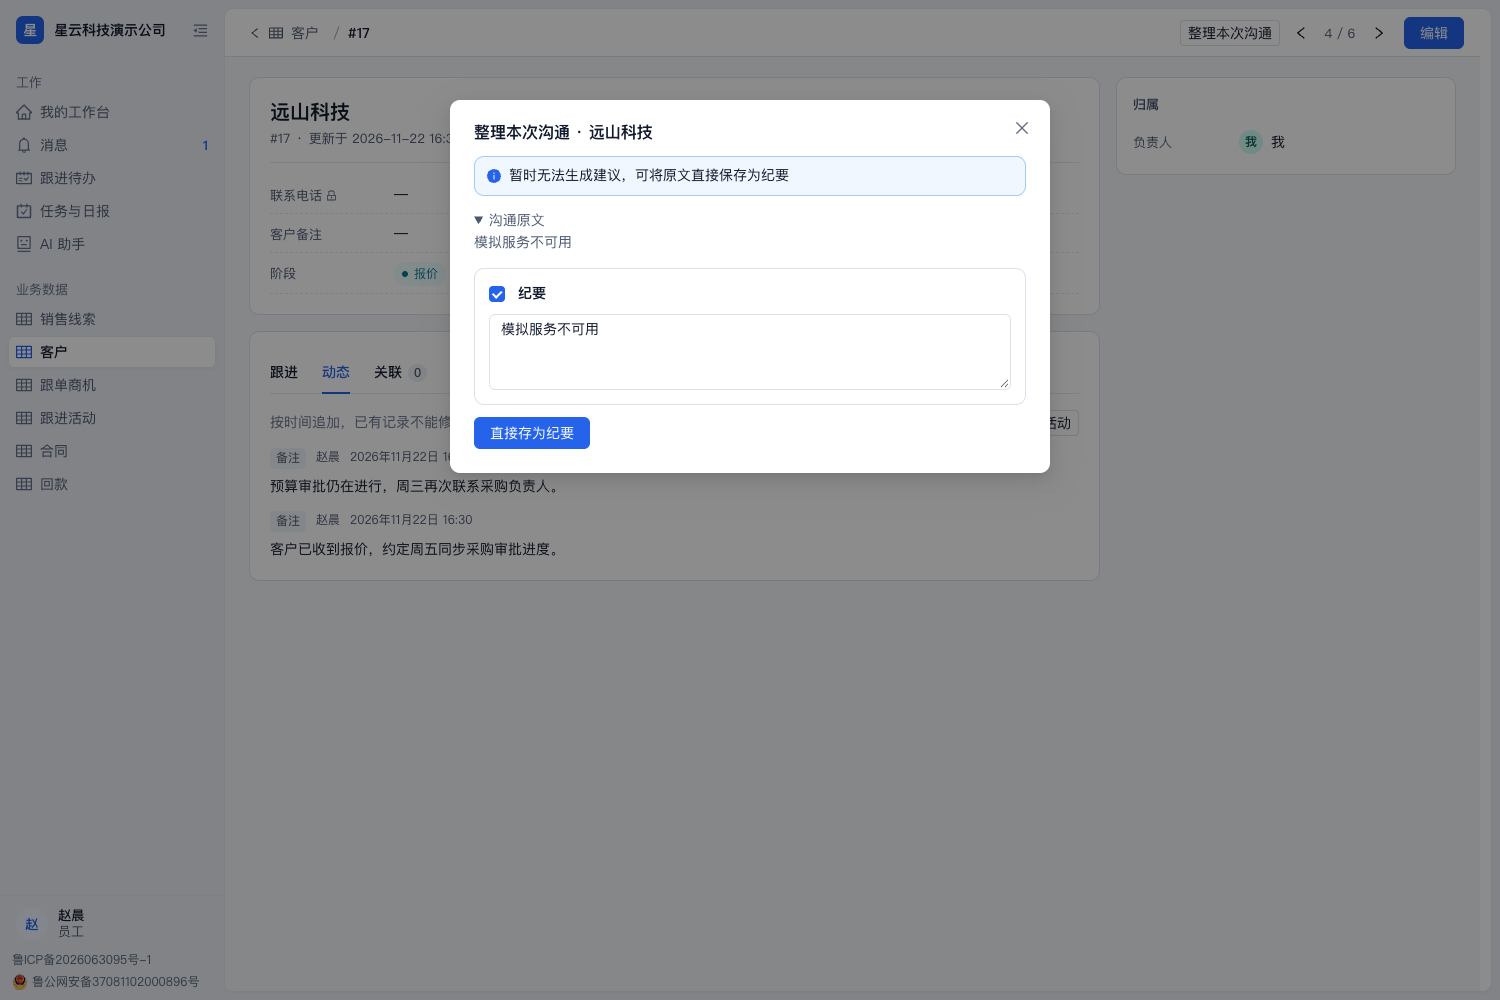 星 星云科技演示公司
工作
我的工作台
消息 1
跟进待办
任务与日报
AI 助手
业务数据
销售线索
客户
跟单商机
跟进活动
合同
回款
赵 赵晨
员工
鲁ICP备2026063095号-1
鲁公网安备37081102000896号
客户 / #17
整理本次沟通 4 / 6 编辑
远山科技
#17 · 更新于 2026-11-22 16:3
联系电话 —
客户备注 —
阶段 报价
归属
负责人 我 我
整理本次沟通 · 远山科技
暂时无法生成建议，可将原文直接保存为纪要
沟通原文
模拟服务不可用
纪要
模拟服务不可用
直接存为纪要
跟进 动态 关联 0
按时间追加，已有记录不能修 活动
备注 赵晨 2026年11月22日 16
预算审批仍在进行，周三再次联系采购负责人。
备注 赵晨 2026年11月22日 16:30
客户已收到报价，约定周五同步采购审批进度。